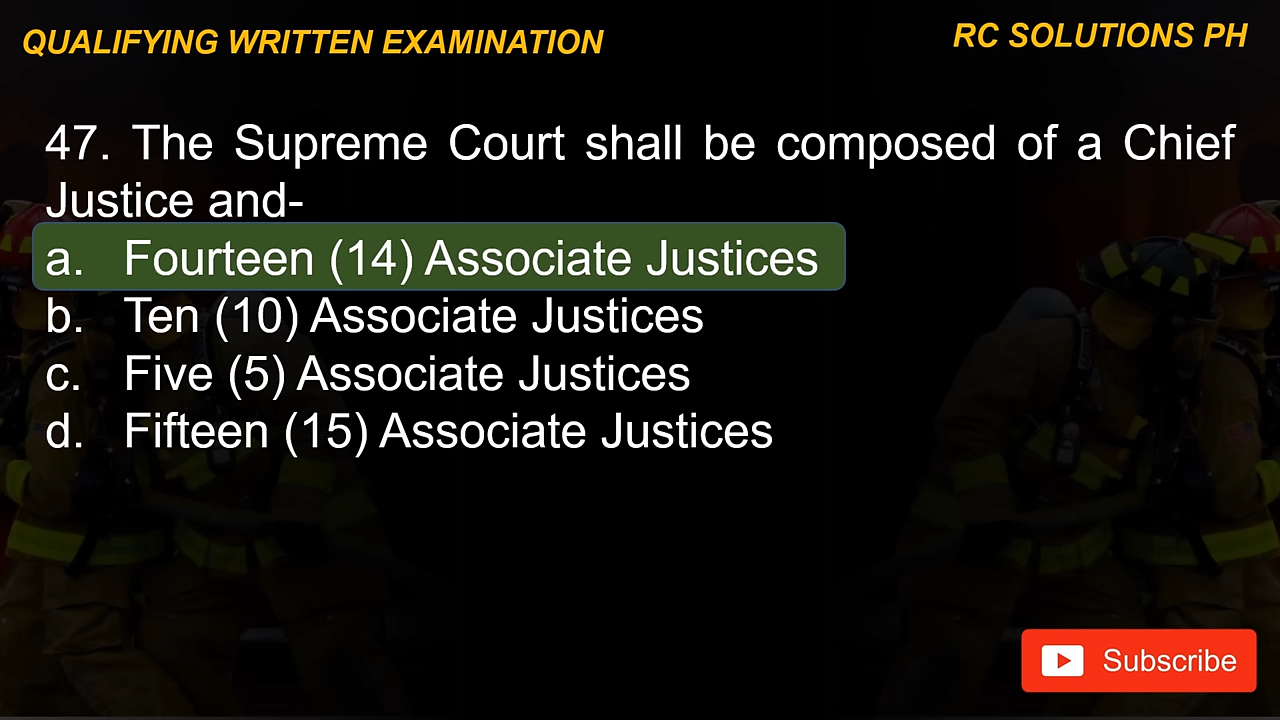 QUALIFYING WRITTEN EXAMINATION
RC SOLUTIONS PH
47. The Supreme Court shall be composed of a Chief
Justice and-
a. Fourteen (14) Associate Justices
b. Ten (10) Associate Justices
c. Five (5) Associate Justices
d. Fifteen (15) Associate Justices
Subscribe